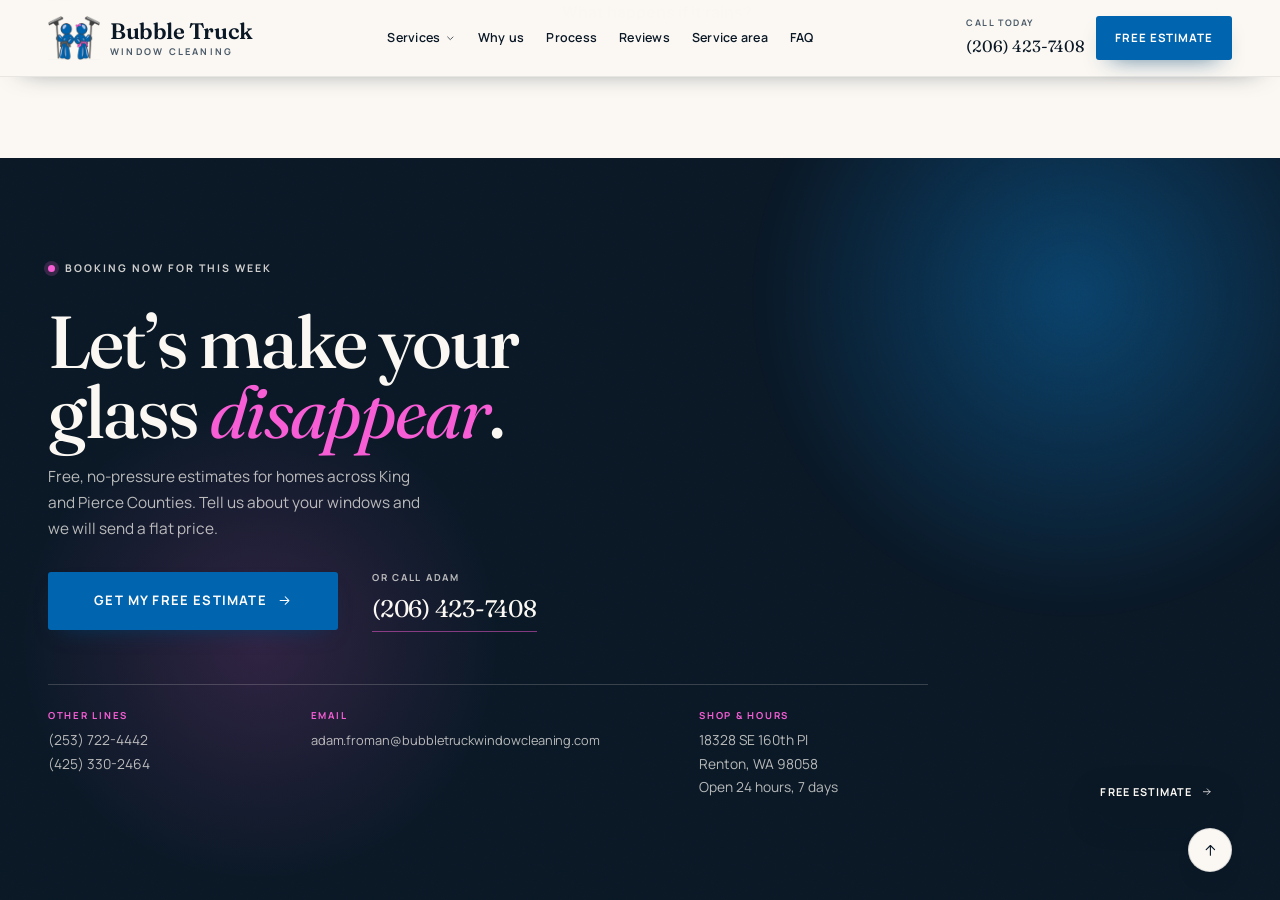 Bubble Truck
WINDOW CLEANING
Services
Why us
Process
Reviews
Service area
FAQ
CALL TODAY
(206) 423-7408
FREE ESTIMATE
BOOKING NOW FOR THIS WEEK
Let’s make your
glass disappear.
Free, no-pressure estimates for homes across King
and Pierce Counties. Tell us about your windows and
we will send a flat price.
GET MY FREE ESTIMATE →
OR CALL ADAM
(206) 423-7408
OTHER LINES
(253) 722-4442
(425) 330-2464
EMAIL
adam.froman@bubbletruckwindowcleaning.com
SHOP & HOURS
18328 SE 160th Pl
Renton, WA 98058
Open 24 hours, 7 days
FREE ESTIMATE →